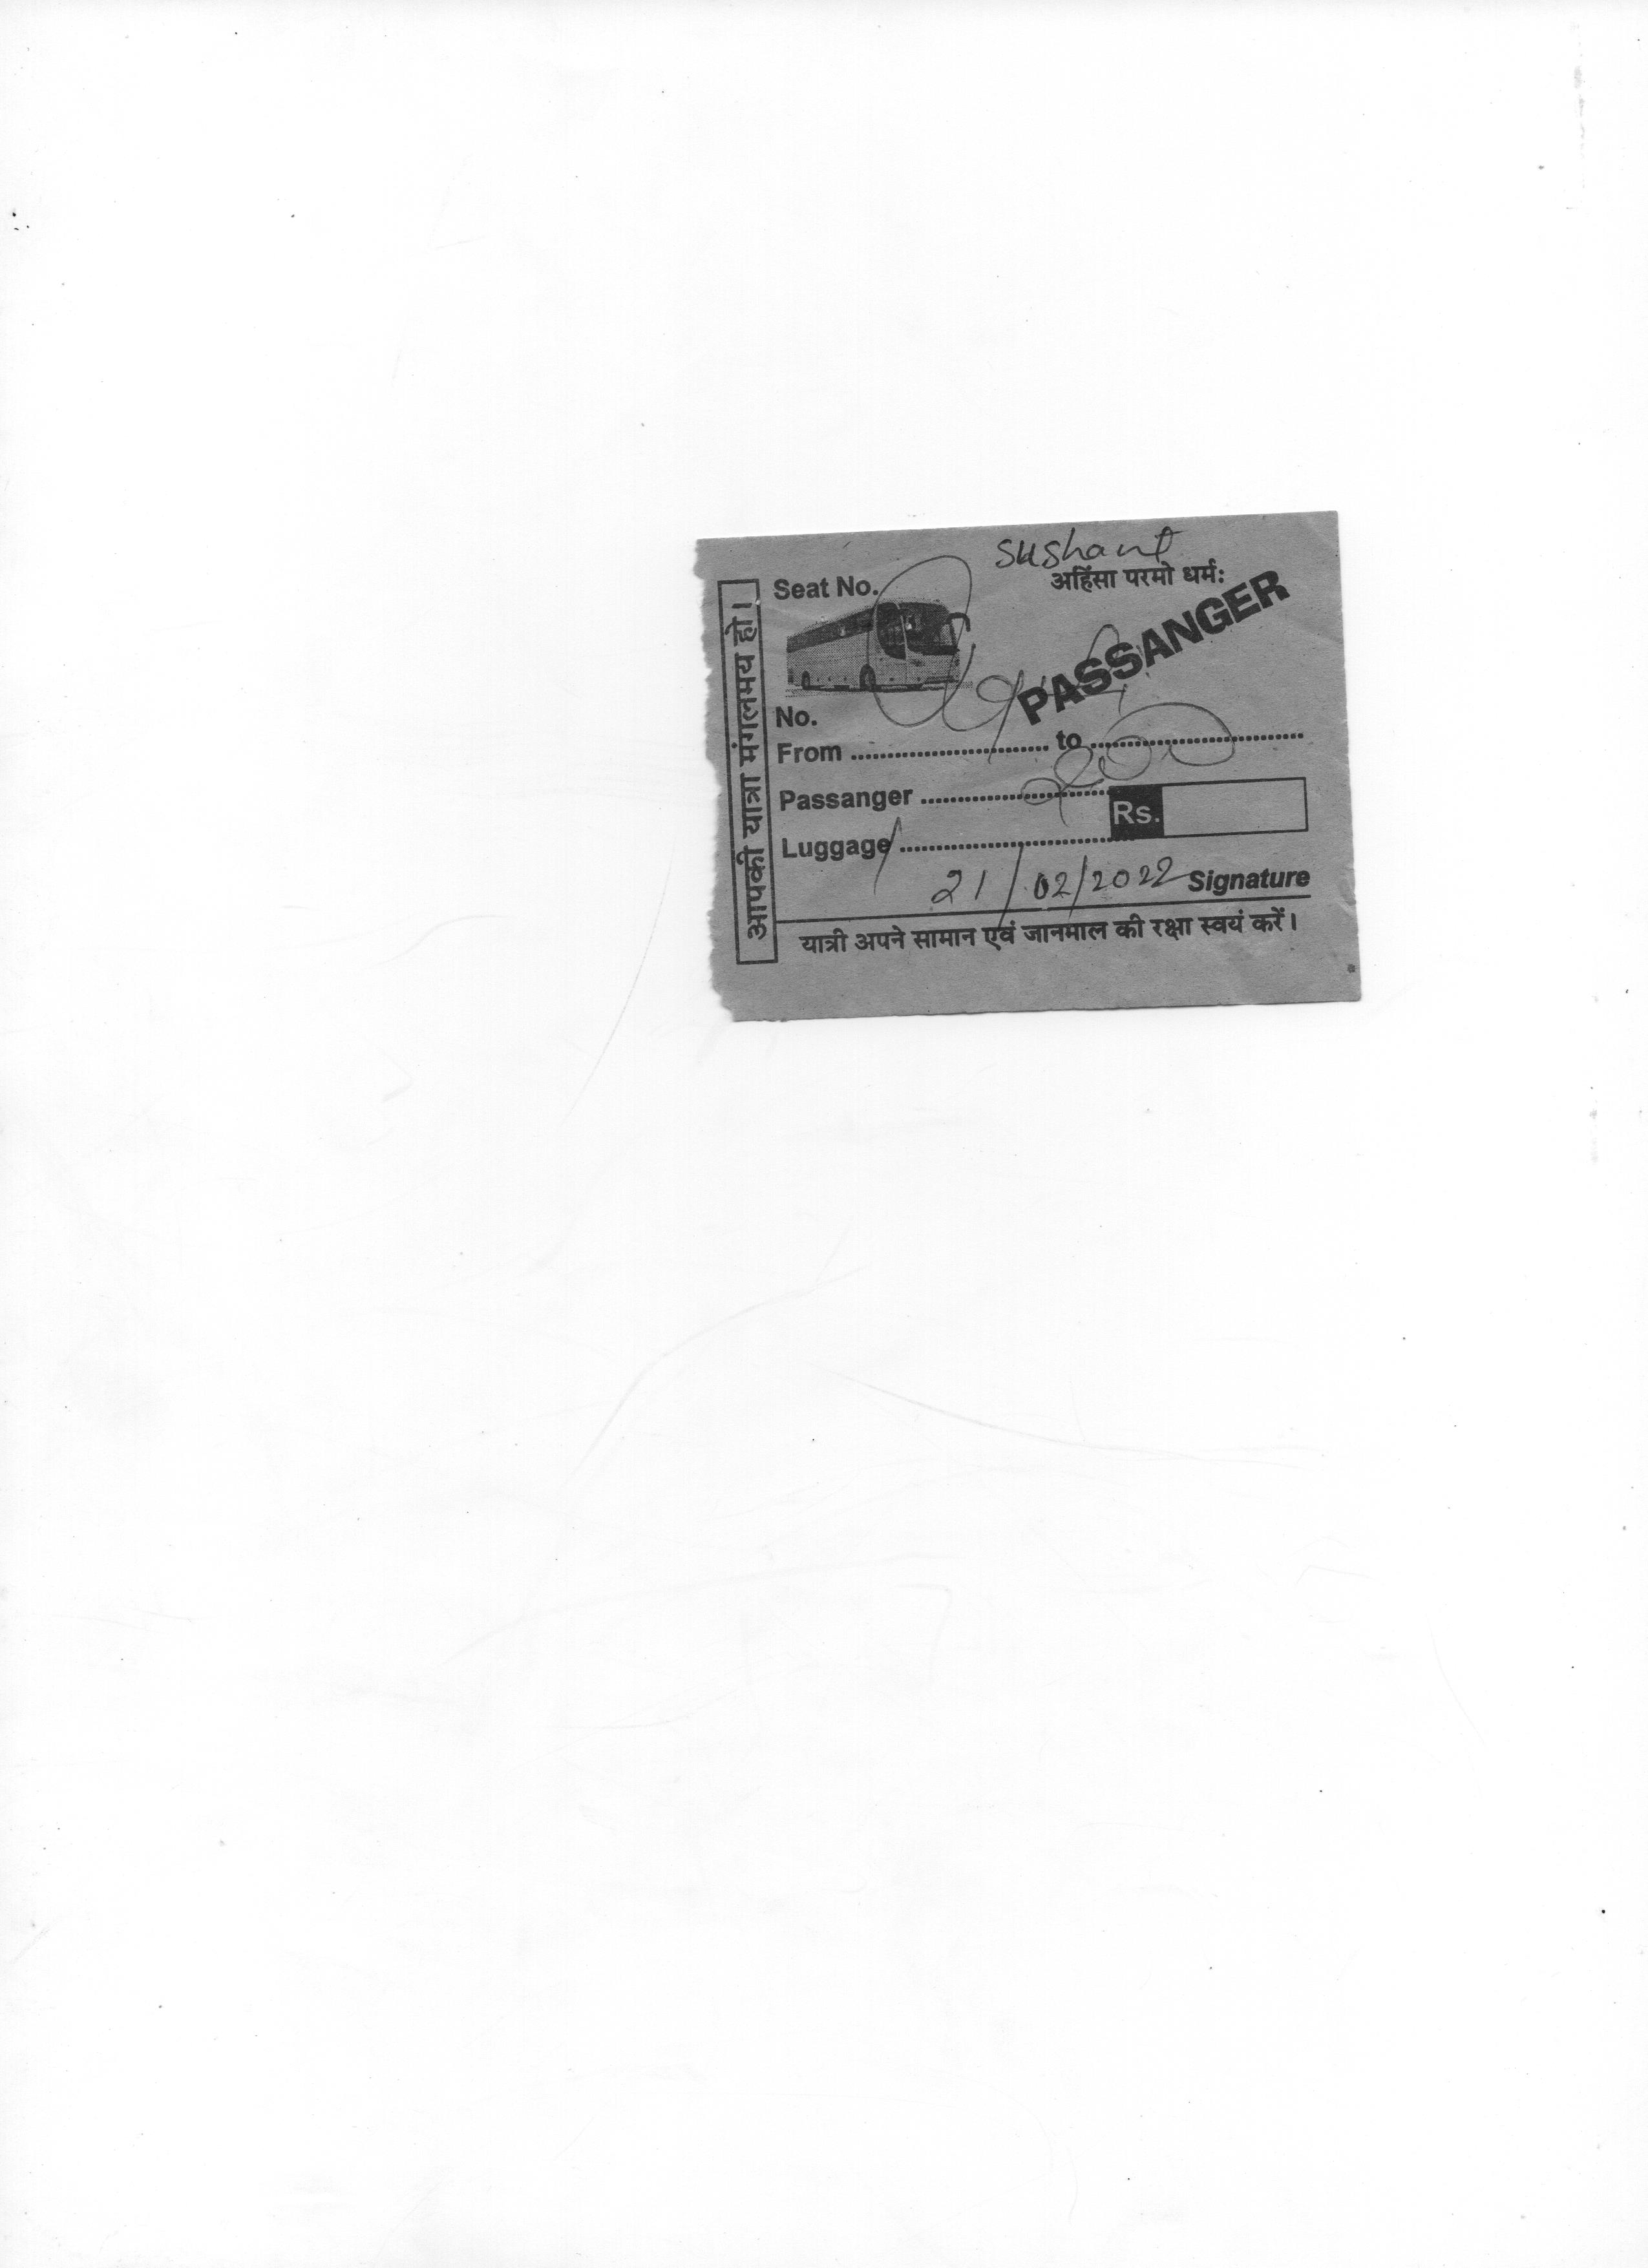 Sushant
Seat No.
अहिंसा परमो धर्म:
PASSANGER
No.
From ........................... to .............................
Passanger ..........................
Rs.
Luggage ................................
21/02/2022 Signature
यात्री अपने सामान एवं जानमाल की रक्षा स्वयं करें।
आपकी यात्रा मंगलमय हो।